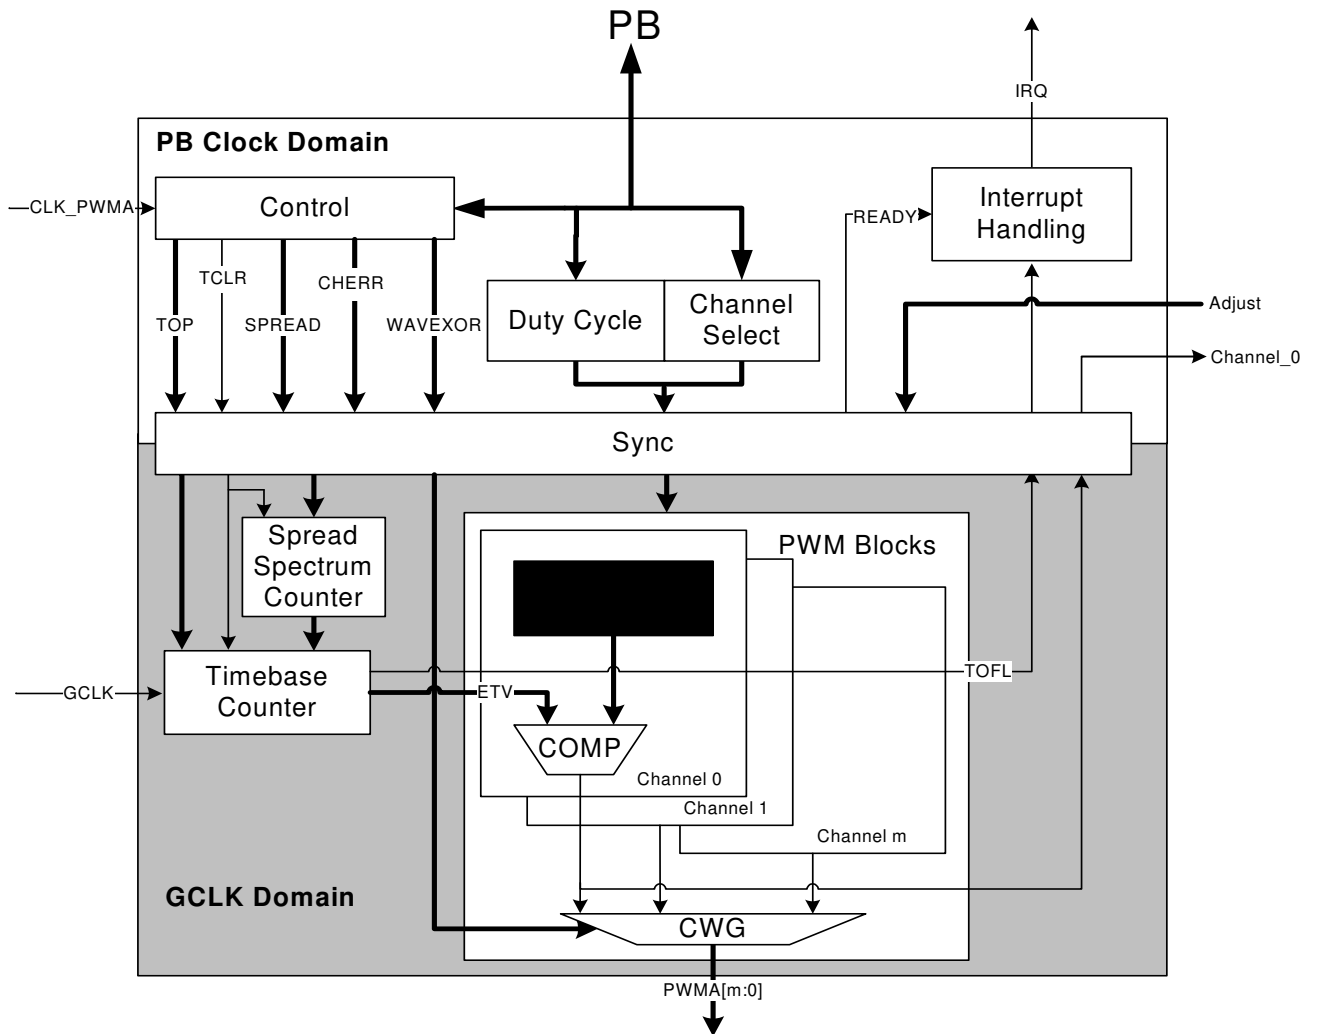 PB
IRQ
PB Clock Domain
CLK_PWMA
Control
READY
Interrupt
Handling
TCLR
CHERR
TOP
SPREAD
WAVEXOR
Duty Cycle
Channel
Select
Adjust
Channel_0
Sync
Spread
Spectrum
Counter
PWM Blocks
GCLK
Timebase
Counter
ETV
TOFL
COMP
Channel 0
Channel 1
Channel m
GCLK Domain
CWG
PWMA[m:0]